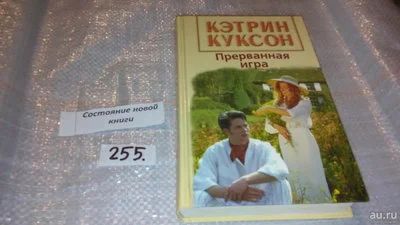 КЭТРИН
КУКСОН
Прерванная
игра
Состояние новой
книги
255.
au.ru